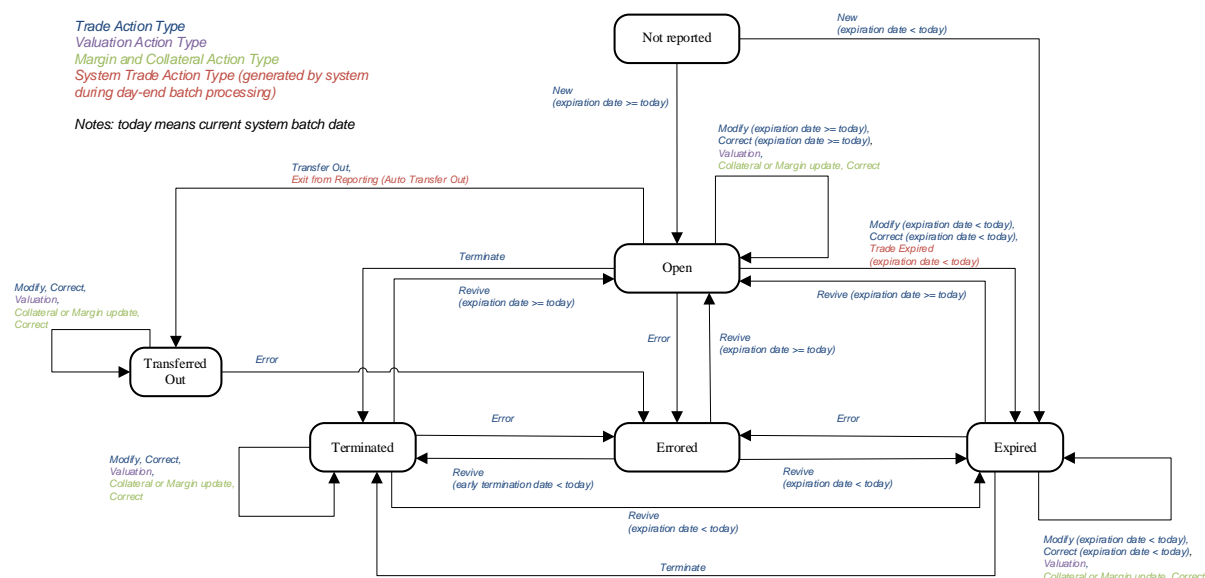 Trade Action Type
Valuation Action Type
Margin and Collateral Action Type
System Trade Action Type (generated by system
during day-end batch processing)
Notes: today means current system batch date
Not reported
New
(expiration date < today)
New
(expiration date >= today)
Modify (expiration date >= today),
Correct (expiration date >= today),
Valuation,
Collateral or Margin update, Correct
Transfer Out,
Exit from Reporting (Auto Transfer Out)
Modify (expiration date < today),
Correct (expiration date < today),
Trade Expired
(expiration date < today)
Open
Terminate
Revive
(expiration date >= today)
Revive (expiration date >= today)
Modify, Correct,
Valuation,
Collateral or Margin update,
Correct
Transferred
Out
Error
Error
Revive
(expiration date >= today)
Terminated
Error
Errored
Error
Expired
Revive
(early termination date < today)
Revive
(expiration date < today)
Modify, Correct,
Valuation,
Collateral or Margin update,
Correct
Revive
(expiration date < today)
Modify (expiration date < today),
Correct (expiration date < today),
Valuation,
Collateral or Margin update, Correct
Terminate